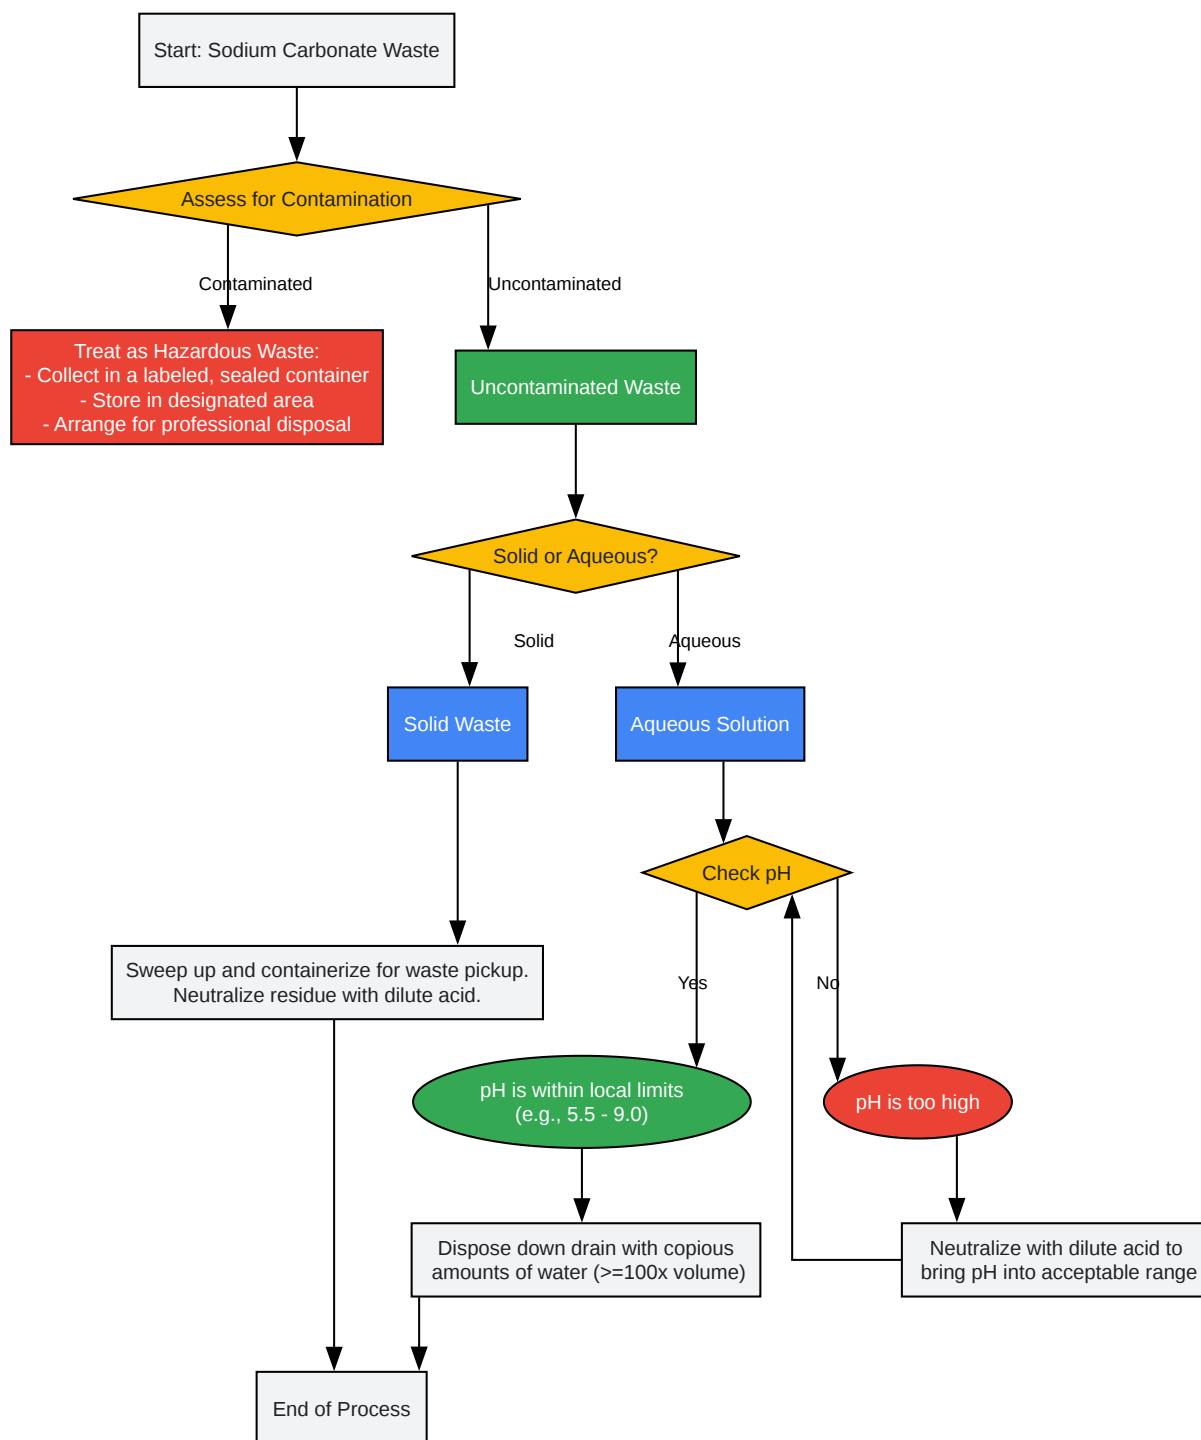 Start: Sodium Carbonate Waste
Assess for Contamination
Contaminated
Uncontaminated
Treat as Hazardous Waste:
- Collect in a labeled, sealed container
- Store in designated area
- Arrange for professional disposal
Uncontaminated Waste
Solid or Aqueous?
Solid
Aqueous
Solid Waste
Aqueous Solution
Check pH
Sweep up and containerize for waste pickup.
Neutralize residue with dilute acid.
Yes
No
pH is within local limits
(e.g., 5.5 - 9.0)
pH is too high
Dispose down drain with copious
amounts of water (>=100x volume)
Neutralize with dilute acid to
bring pH into acceptable range
End of Process